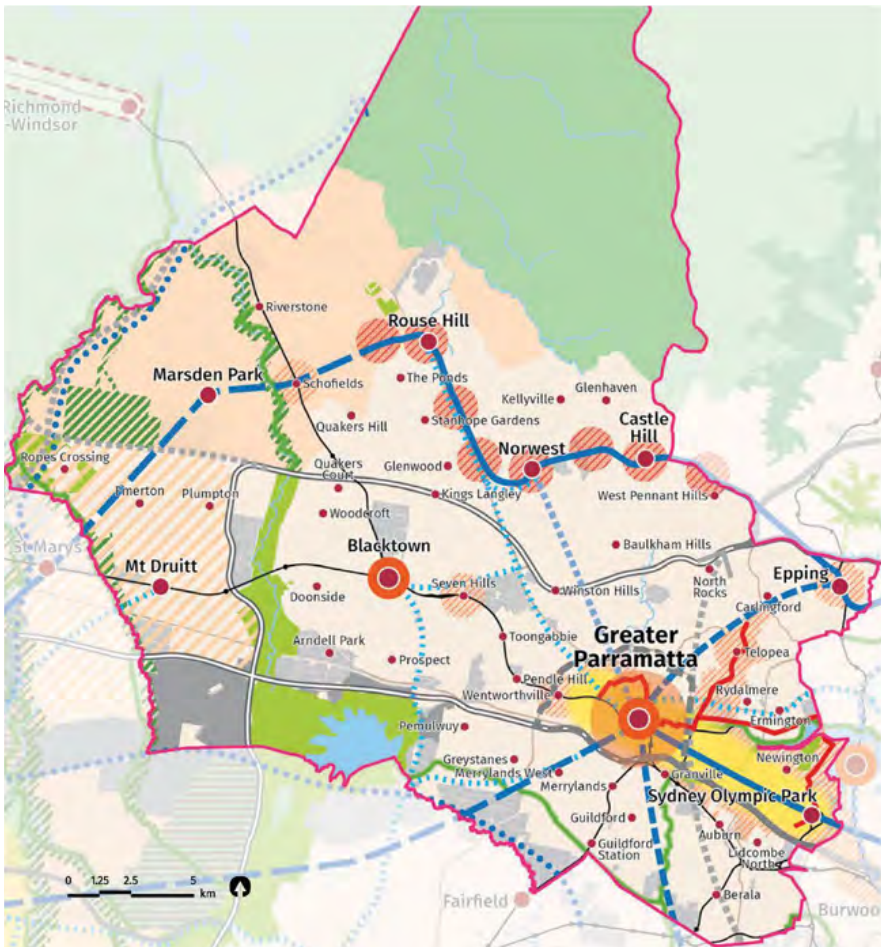 Richmond
-Windsor
Riverstone
Rouse Hill
Marsden Park
Schofields
The Ponds
Kellyville
Glenhaven
Quakers Hill
Stanhope Gardens
Castle
Hill
Norwest
Ropes Crossing
Quakers
Court
Glenwood
Emerton
Plumpton
Kings Langley
West Pennant Hills
Woodcroft
St Marys
Blacktown
Baulkham Hills
Mt Druitt
Seven Hills
North
Rocks
Epping
Doonside
Winston Hills
Carlingford
Arndell Park
Prospect
Toongabbie
Greater
Parramatta
Telopea
Pendle Hill
Wentworthville
Rydalmere
Ermington
Pemulwuy
Greystanes
Merrylands West
Newington
Granville
Merrylands
Sydney Olympic Park
Guildford
Auburn
Guildford
Station
Lidcombe
North
0 1.25 2.5 5
km
Berala
Fairfield
Burwoo